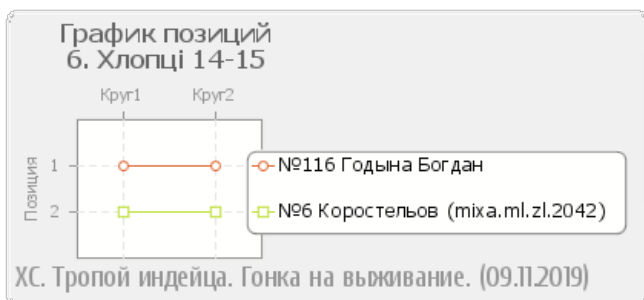 График позиций
6. Хлопці 14-15
Круг1 Круг2
Позиция
1
№116 Годына Богдан
2
№6 Коростельов (mixa.ml.zl.2042)
ХС. Тропой индейца. Гонка на выживание. (09.11.2019)